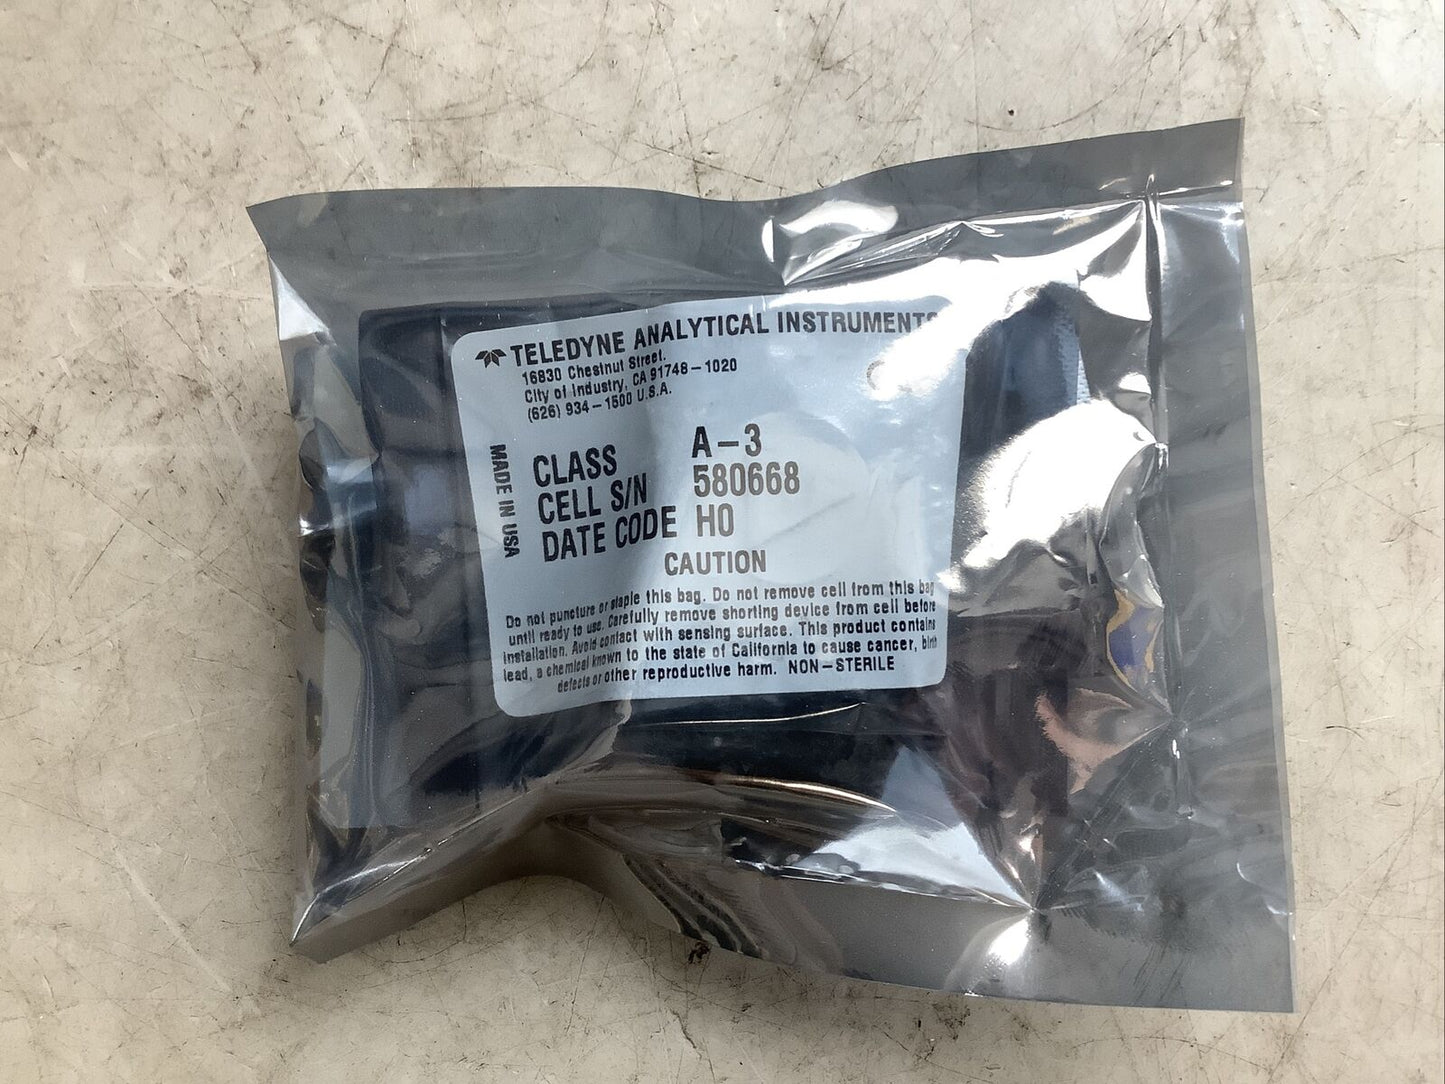 TELEDYNE ANALYTICAL INSTRUMENTS
16830 Chestnut Street.
City of Industry, CA 91748-1020
(626) 934-1500 U.S.A.
MADE IN USA
CLASS A-3
CELL S/N 580668
DATE CODE H0
CAUTION
Do not puncture or staple this bag. Do not remove cell from this bag
until ready to use. Carefully remove shorting device from cell before
installation. Avoid contact with sensing surface. This product contains
lead, a chemical known to the state of California to cause cancer, birth
defects or other reproductive harm. NON-STERILE